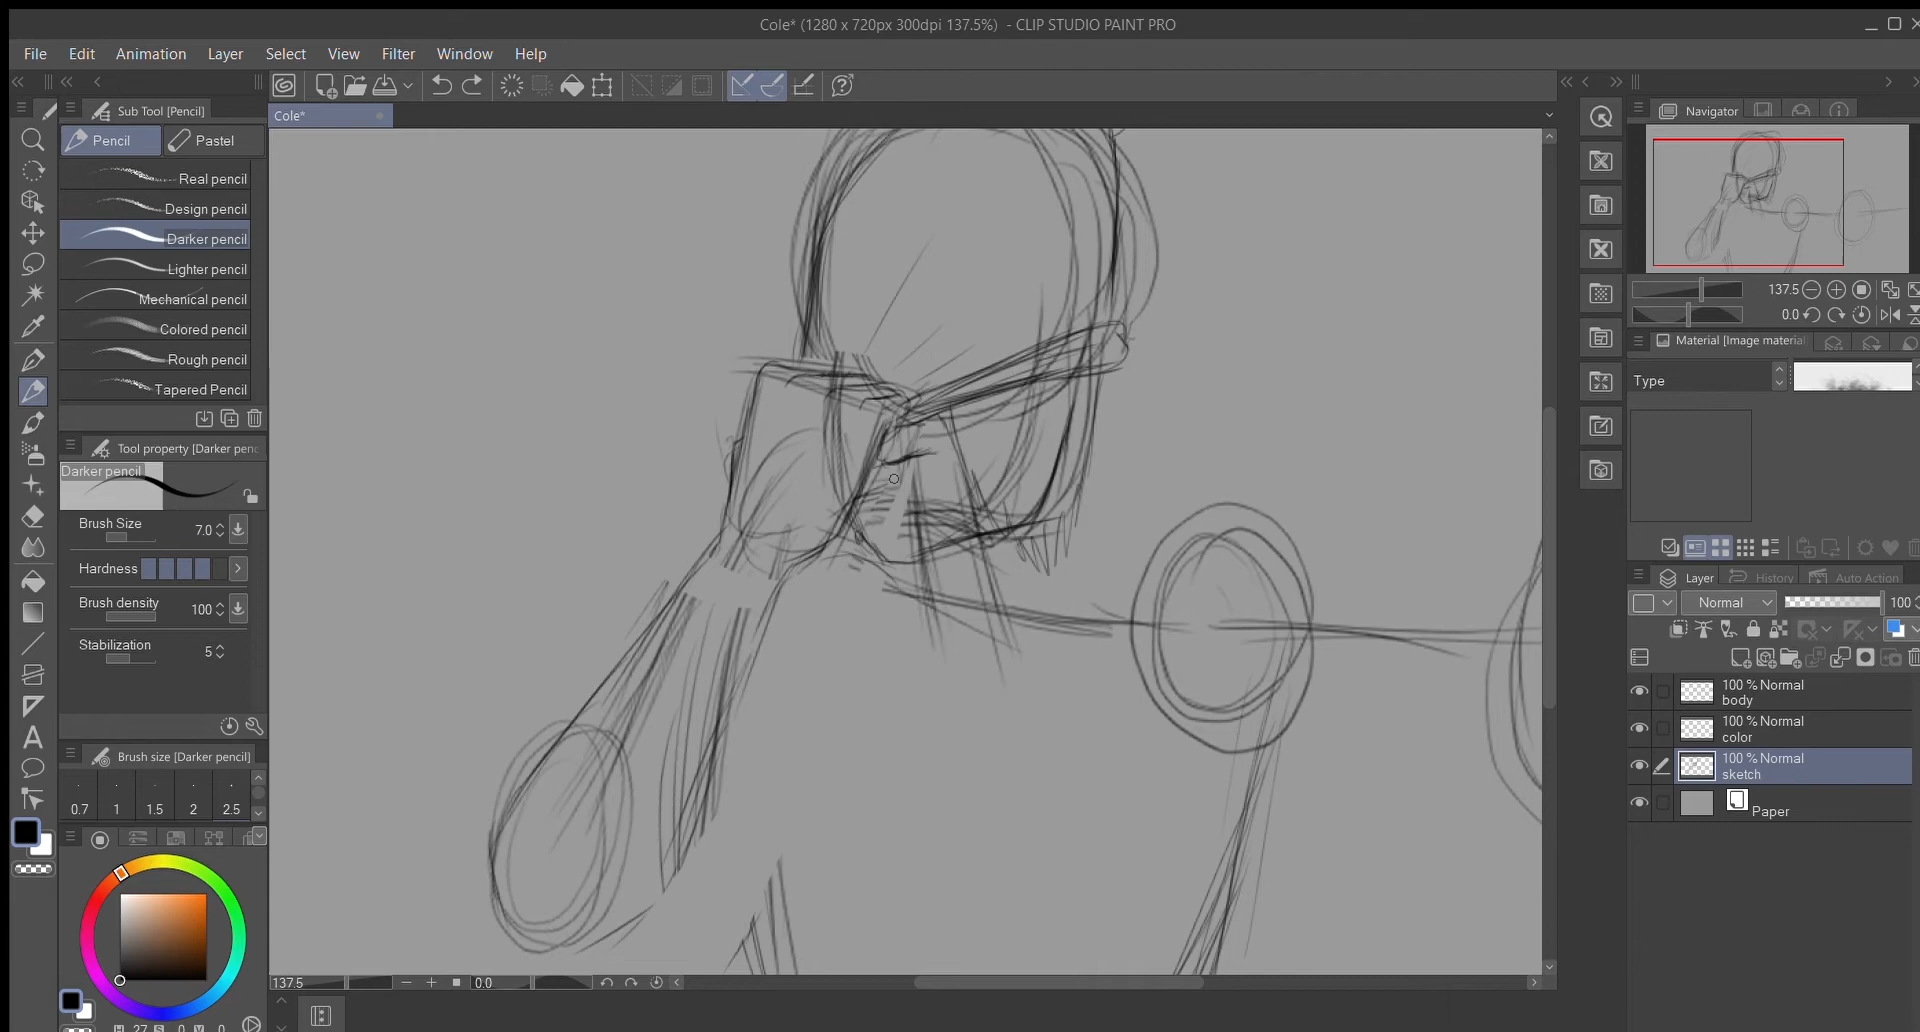 Cole* (1280 x 720px 300dpi 137.5%) - CLIP STUDIO PAINT PRO
File Edit Animation Layer Select View Filter Window Help
Sub Tool [Pencil]
Pencil
Pastel
Real pencil
Design pencil
Darker pencil
Lighter pencil
Mechanical pencil
Colored pencil
Rough pencil
Tapered Pencil
Tool property [Darker penc
Darker pencil
Brush Size 7.0
Hardness
Brush density 100
Stabilization 5
Brush size [Darker pencil]
0.7 1 1.5 2 2.5
H 27 S 0 V 0
Cole*
137.5
0.0
Navigator
137.5
0.0
Material [Image material
Type
Layer History Auto Action
Normal 100
100 % Normal
body
100 % Normal
color
100 % Normal
sketch
Paper